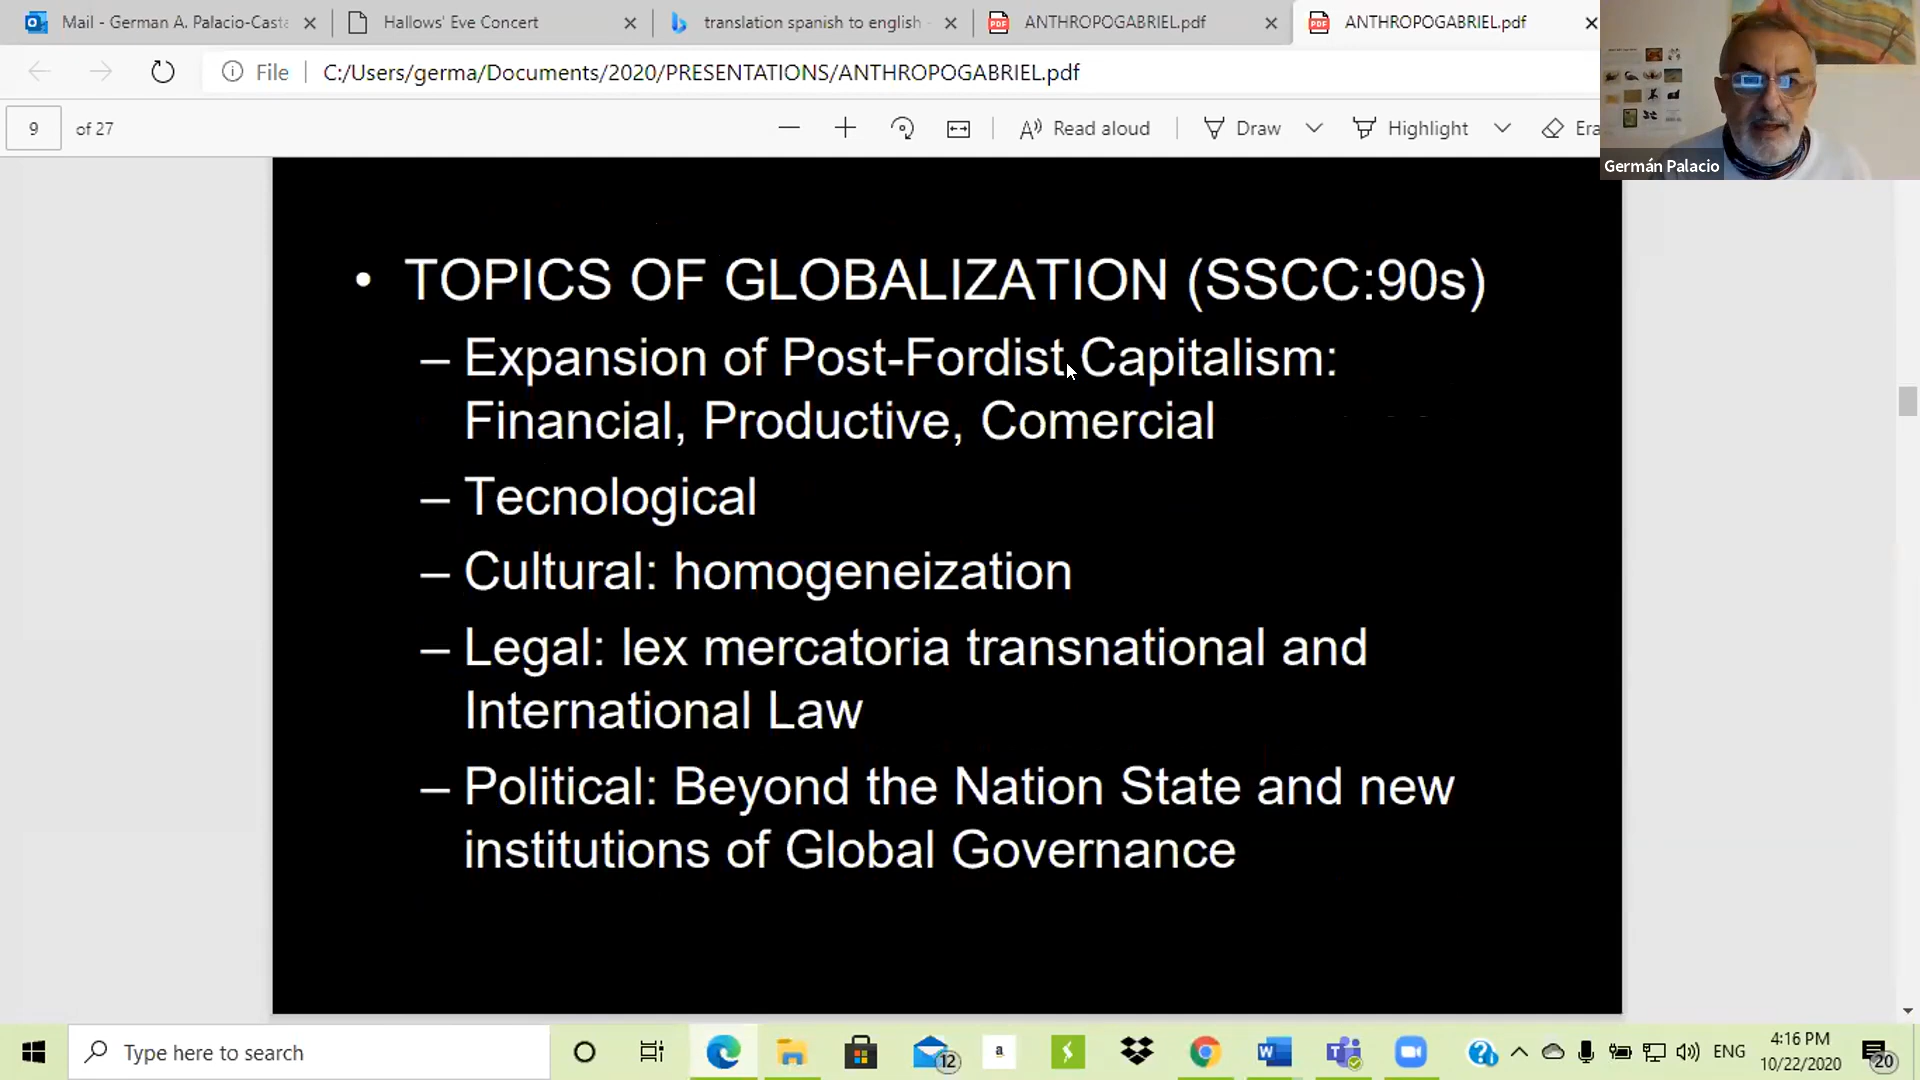 Mail - German A. Palacio-Casta
Hallows' Eve Concert
translation spanish to english -
ANTHROPOGABRIEL.pdf
ANTHROPOGABRIEL.pdf
File
C:/Users/germa/Documents/2020/PRESENTATIONS/ANTHROPOGABRIEL.pdf
9 of 27
Read aloud
Draw
Highlight
Era
Germán Palacio
• TOPICS OF GLOBALIZATION (SSCC:90s)
– Expansion of Post-Fordist Capitalism:
Financial, Productive, Comercial
– Tecnological
– Cultural: homogeneization
– Legal: lex mercatoria transnational and
International Law
– Political: Beyond the Nation State and new
institutions of Global Governance
Type here to search
12
a
ENG
4:16 PM
10/22/2020
20